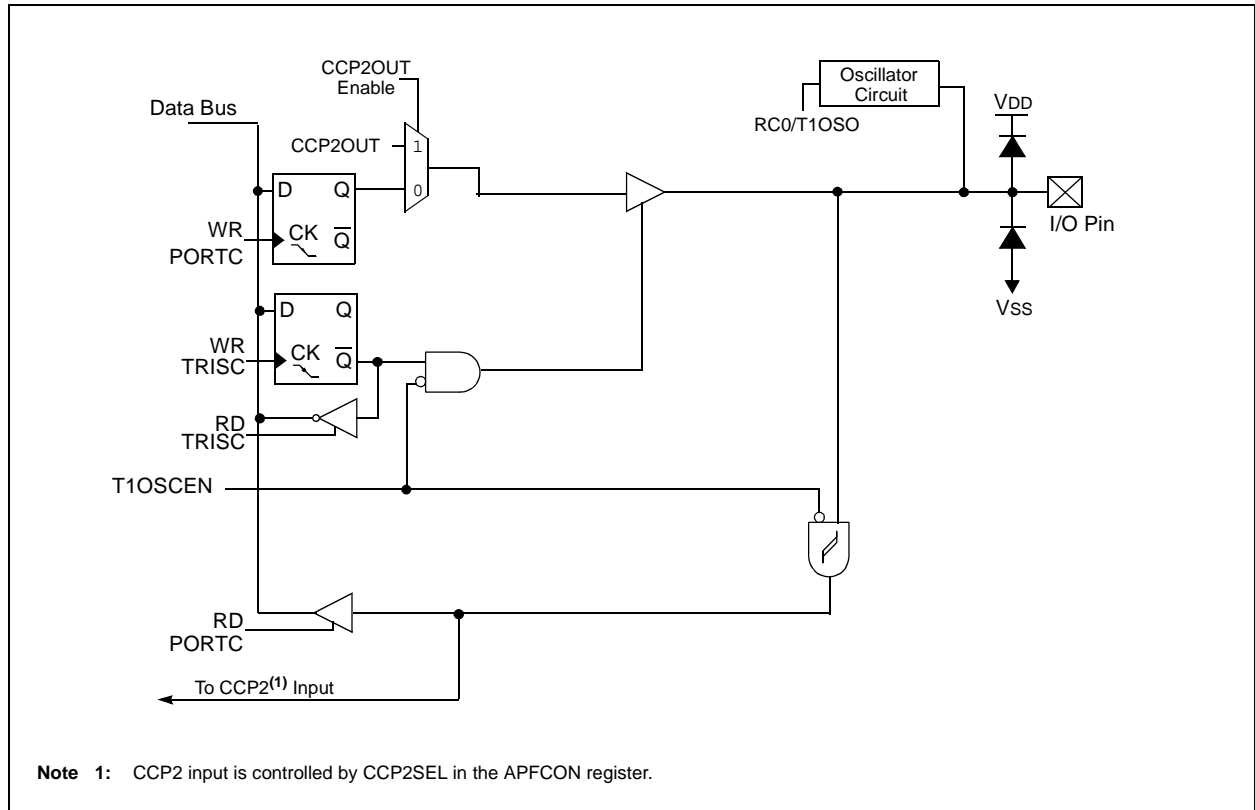 CCP2OUT
Enable
Oscillator
Circuit
VDD
Data Bus
RC0/T1OSO
CCP2OUT
1
0
D Q
CK Q̅
WR
PORTC
I/O Pin
VSS
D Q
CK Q̅
WR
TRISC
RD
TRISC
T1OSCEN
RD
PORTC
To CCP2(1) Input
Note 1: CCP2 input is controlled by CCP2SEL in the APFCON register.